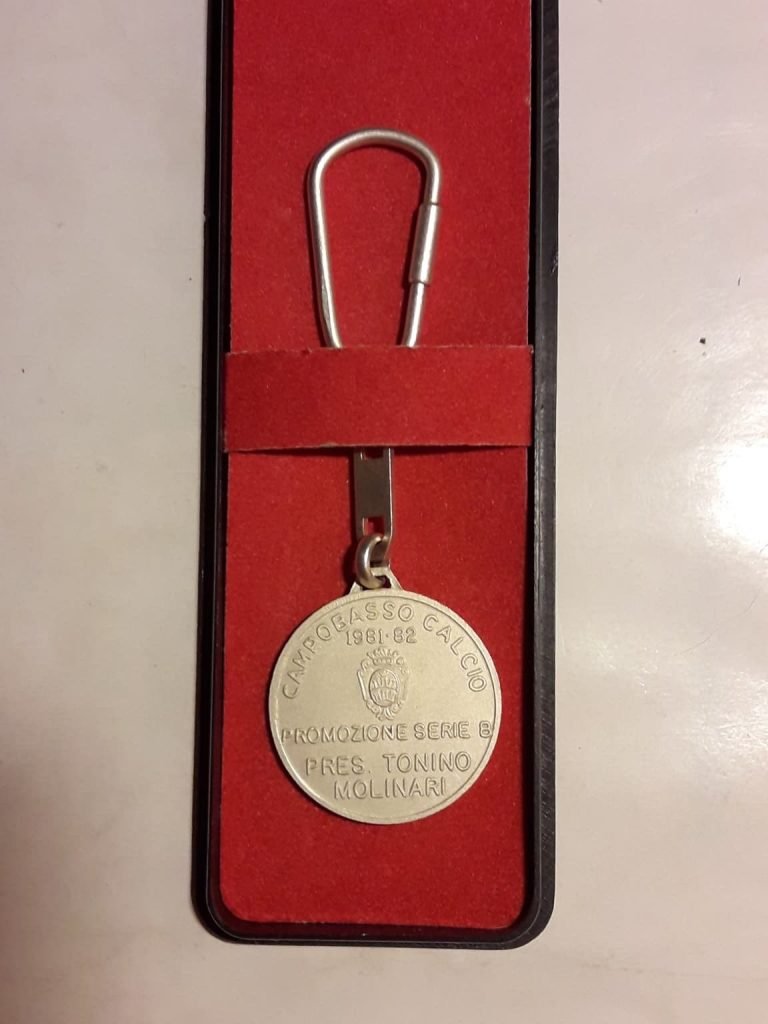 CAMPOBASSO CALCIO
1981·82
PROMOZIONE SERIE B
PRES. TONINO
MOLINARI